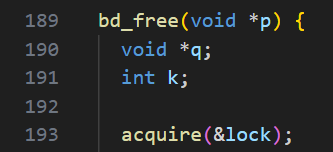 189 bd_free(void *p) {
190 void *q;
191 int k;
192
193 acquire(&lock);